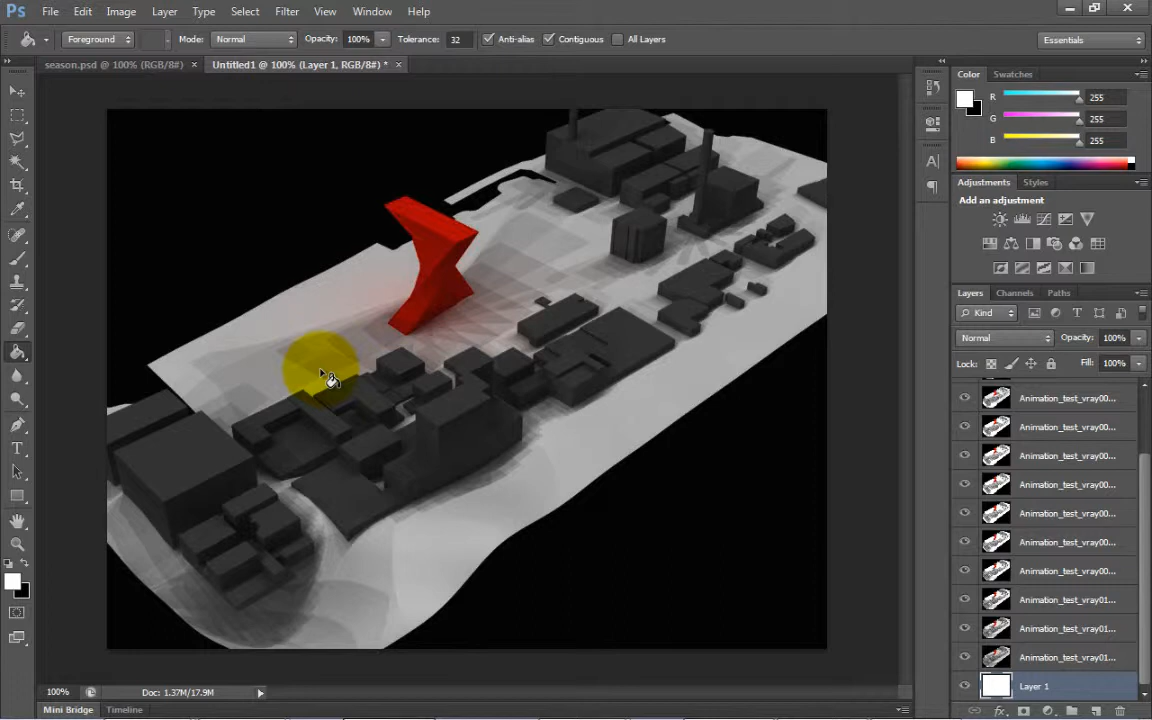 Ps File Edit Image Layer Type Select Filter View Window Help
Foreground Mode: Normal Opacity: 100% Tolerance: 32 Anti-alias Contiguous All Layers Essentials
season.psd @ 100% (RGB/8#) × Untitled1 @ 100% (Layer 1, RGB/8#) * ×
Color Swatches
R 255
G 255
B 255
Adjustments Styles
Add an adjustment
Layers Channels Paths
Kind
Normal Opacity: 100%
Lock: Fill: 100%
Animation_test_vray00...
Animation_test_vray00...
Animation_test_vray00...
Animation_test_vray00...
Animation_test_vray00...
Animation_test_vray00...
Animation_test_vray00...
Animation_test_vray01...
Animation_test_vray01...
Animation_test_vray01...
Layer 1
100% Doc: 1.37M/17.9M
Mini Bridge Timeline